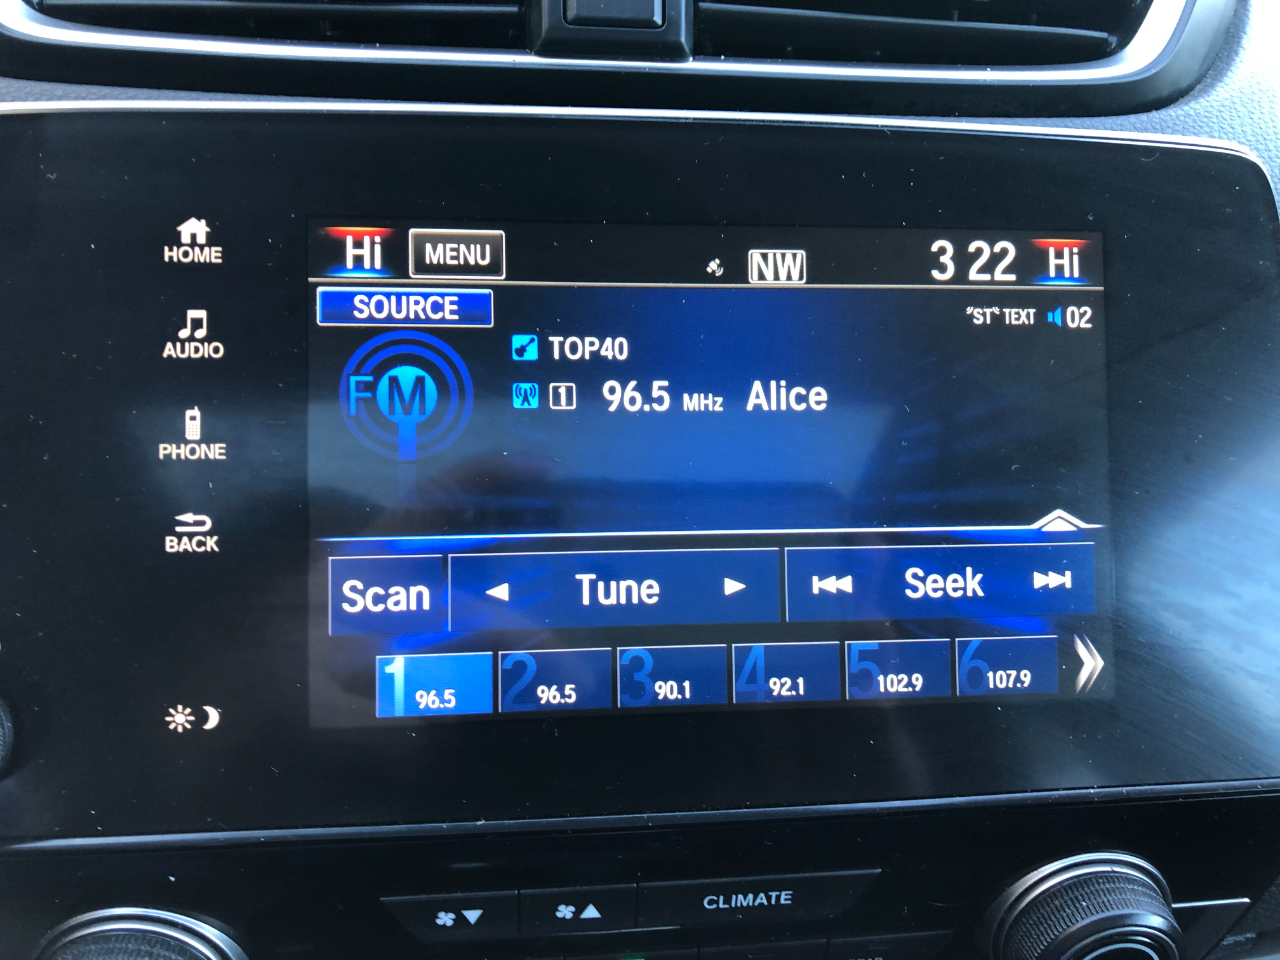 HOME
AUDIO
PHONE
BACK
Hi MENU NW 3 22 Hi
SOURCE "ST" TEXT 02
FM
TOP40
1 96.5 MHz Alice
Scan Tune Seek
1 96.5 2 96.5 3 90.1 4 92.1 5 102.9 6 107.9
CLIMATE